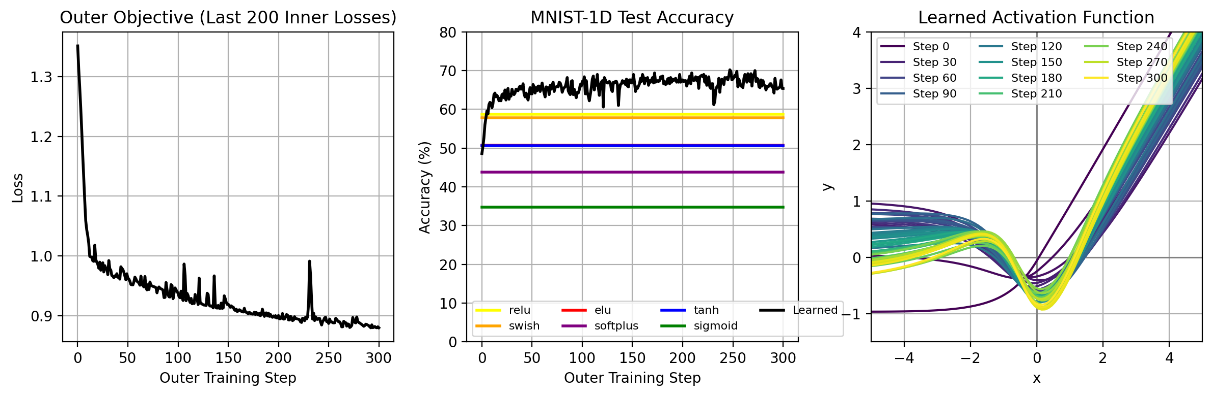 Outer Objective (Last 200 Inner Losses)
1.3
1.2
1.1
1.0
0.9
Loss
0 50 100 150 200 250 300
Outer Training Step
MNIST-1D Test Accuracy
80
70
60
50
40
30
20
10
0
Accuracy (%)
relu elu tanh Learned
swish softplus sigmoid
0 50 100 150 200 250 300
Outer Training Step
Learned Activation Function
Step 0 Step 120 Step 240
Step 30 Step 150 Step 270
Step 60 Step 180 Step 300
Step 90 Step 210
4
3
2
1
0
−1
y
−4 −2 0 2 4
x